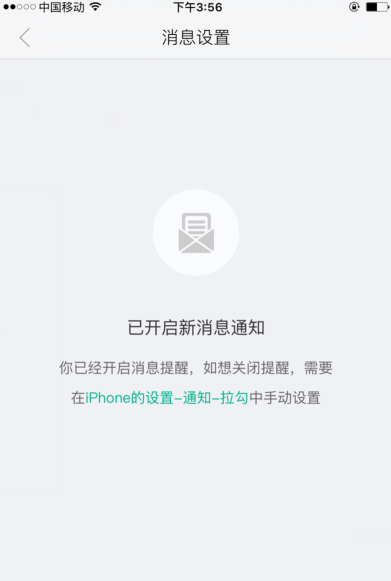 中国移动 下午3:56
消息设置
已开启新消息通知
你已经开启消息提醒，如想关闭提醒，需要
在iPhone的设置-通知-拉勾中手动设置